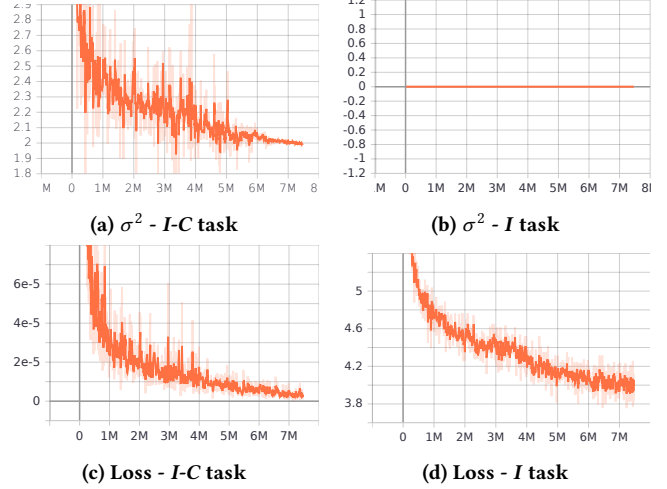 2.9
2.8
2.7
2.6
2.5
2.4
2.3
2.2
2.1
2
1.9
1.8
M 0 1M 2M 3M 4M 5M 6M 7M 8
(a) σ² - I-C task
1.2
1
0.8
0.6
0.4
0.2
0
-0.2
-0.4
-0.6
-0.8
-1
-1.2
M 0 1M 2M 3M 4M 5M 6M 7M 8M
(b) σ² - I task
6e-5
4e-5
2e-5
0
0 1M 2M 3M 4M 5M 6M 7M
(c) Loss - I-C task
5
4.6
4.2
3.8
0 1M 2M 3M 4M 5M 6M 7M
(d) Loss - I task